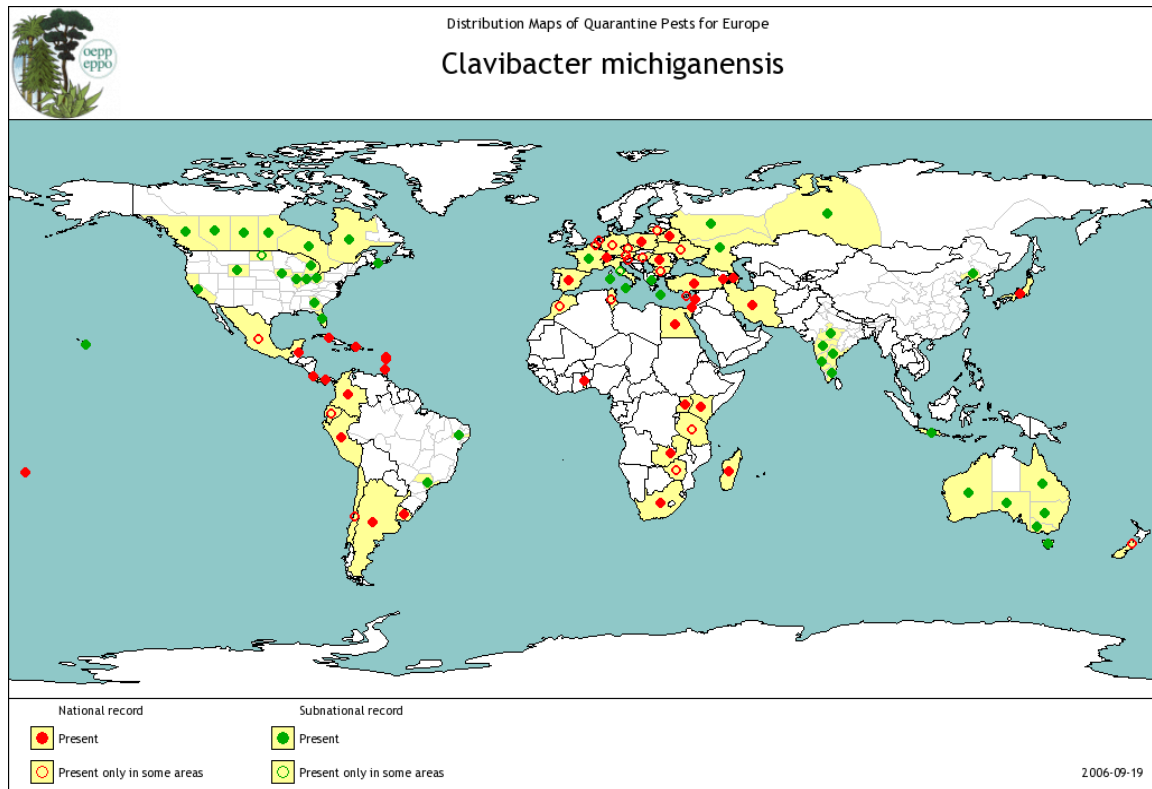 oepp
eppo
Distribution Maps of Quarantine Pests for Europe
Clavibacter michiganensis
National record
Subnational record
Present
Present
Present only in some areas
Present only in some areas
2006-09-19